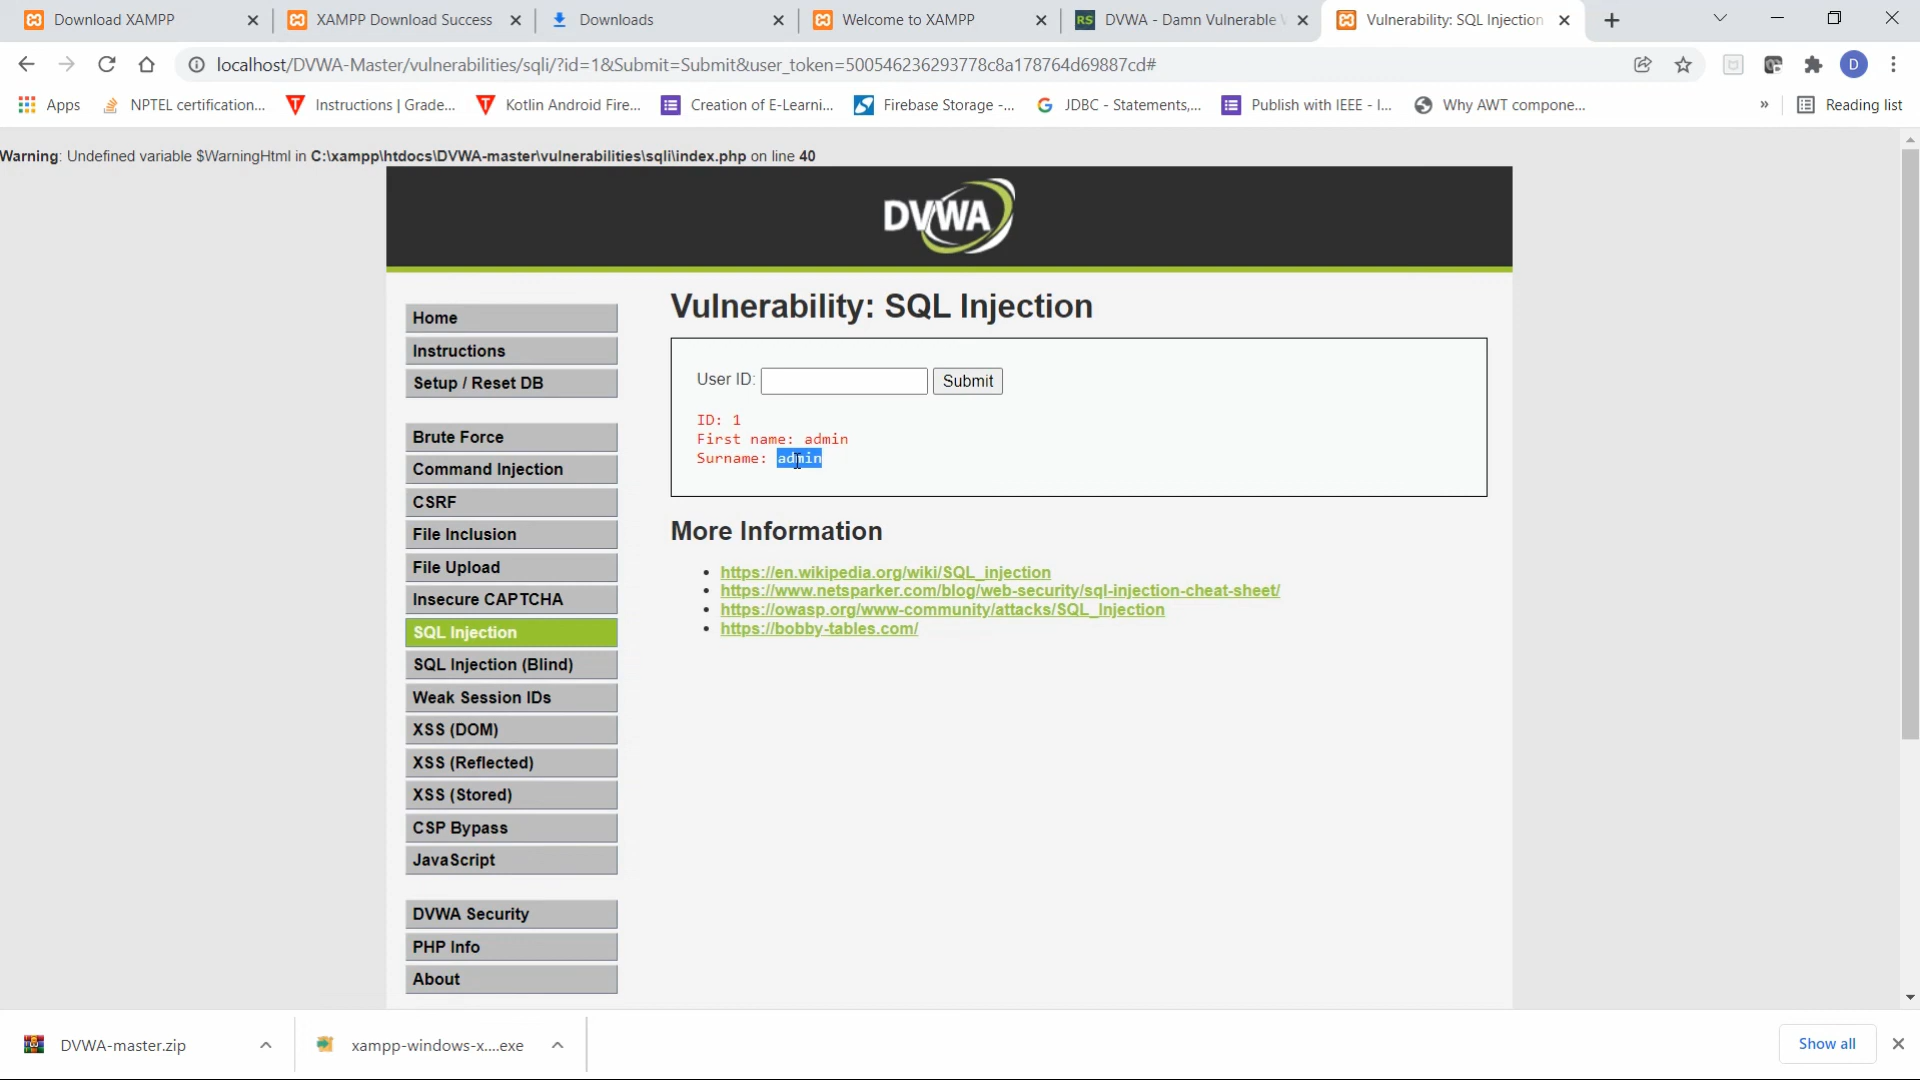 Download XAMPP
XAMPP Download Success
Downloads
Welcome to XAMPP
DVWA - Damn Vulnerable
Vulnerability: SQL Injection
localhost/DVWA-Master/vulnerabilities/sqli/?id=1&Submit=Submit&user_token=500546236293778c8a178764d69887cd#
D
Apps
NPTEL certification...
Instructions | Grade...
Kotlin Android Fire...
Creation of E-Learni...
Firebase Storage -...
JDBC - Statements,...
Publish with IEEE - I...
Why AWT compone...
»
Reading list
Warning: Undefined variable $WarningHtml in C:\xampp\htdocs\DVWA-master\vulnerabilities\sqli\index.php on line 40
DVWA
Home
Instructions
Setup / Reset DB
Brute Force
Command Injection
CSRF
File Inclusion
File Upload
Insecure CAPTCHA
SQL Injection
SQL Injection (Blind)
Weak Session IDs
XSS (DOM)
XSS (Reflected)
XSS (Stored)
CSP Bypass
JavaScript
DVWA Security
PHP Info
About
Vulnerability: SQL Injection
User ID: Submit
ID: 1
First name: admin
Surname: admin
More Information
• https://en.wikipedia.org/wiki/SQL_injection
• https://www.netsparker.com/blog/web-security/sql-injection-cheat-sheet/
• https://owasp.org/www-community/attacks/SQL_Injection
• https://bobby-tables.com/
DVWA-master.zip
xampp-windows-x....exe
Show all